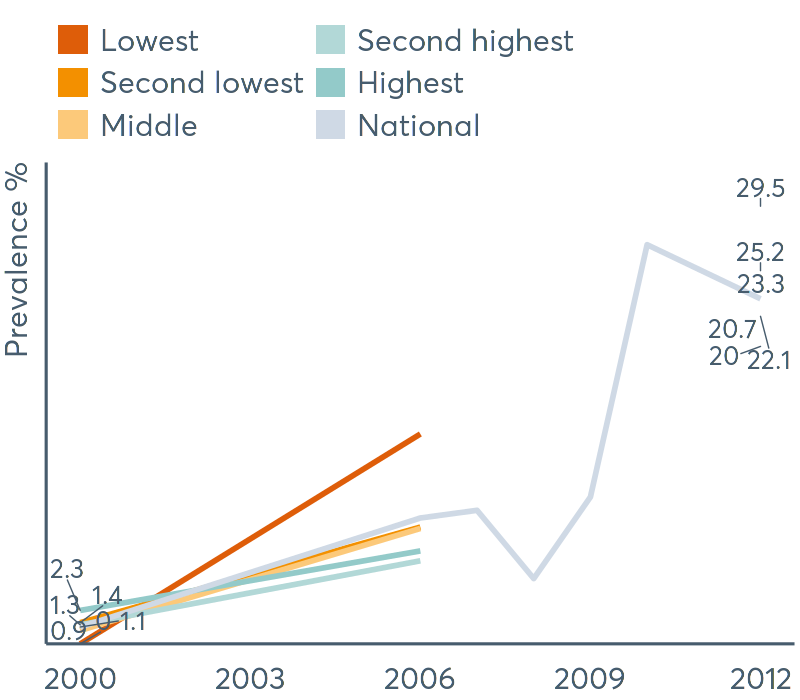 Lowest
Second highest
Second lowest
Highest
Middle
National
Prevalence %
29.5
25.2
23.3
20.7
20
22.1
2.3
1.4
1.3
0
1.1
0.9
2000
2003
2006
2009
2012